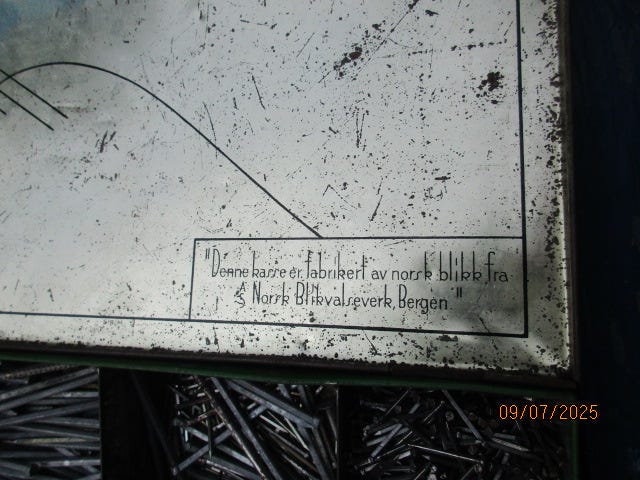 "Denne kasse er fabrikert av norsk blikk fra
A/S Norsk Blikvalseverk, Bergen."
09/07/2025